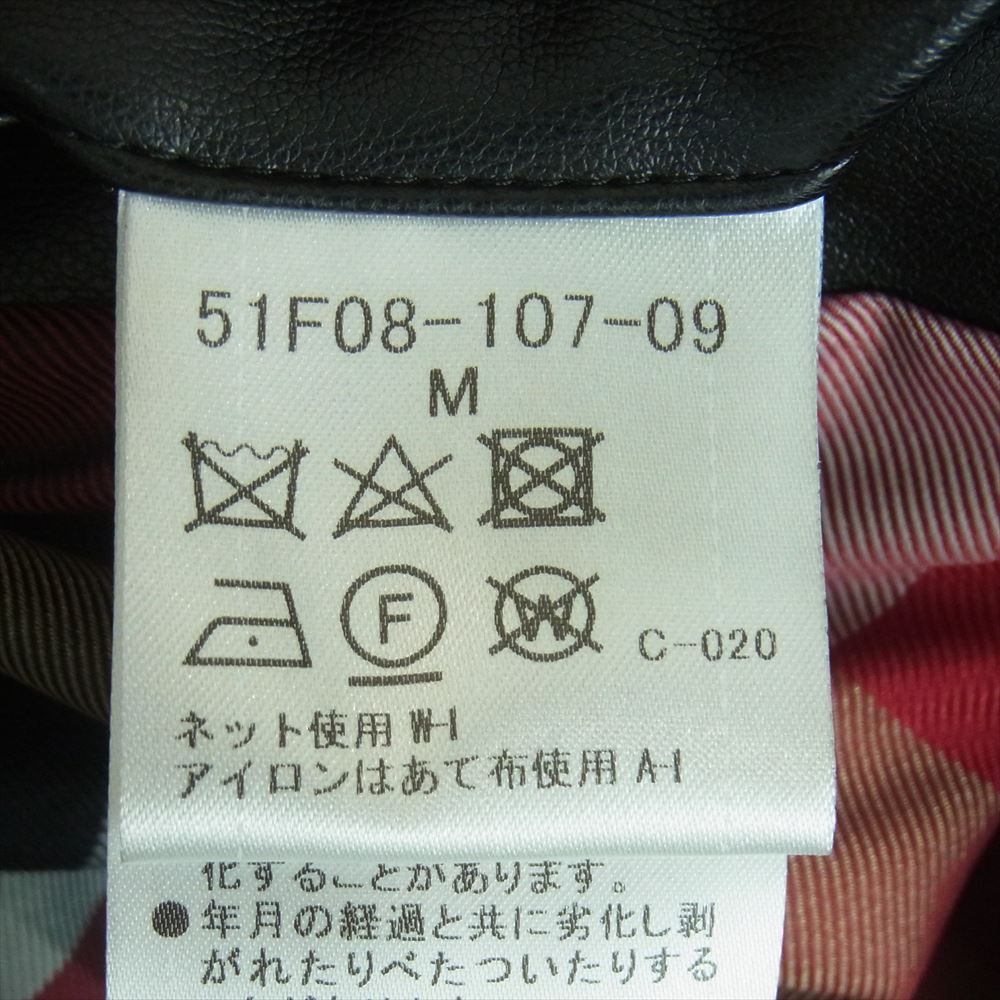 51F08-107-09
M
F
W
C-020
ネット使用 W-I
アイロンはあて布使用 A-I
化することがあります。
●年月の経過と共に劣化し剥
がれたりべたついたりする